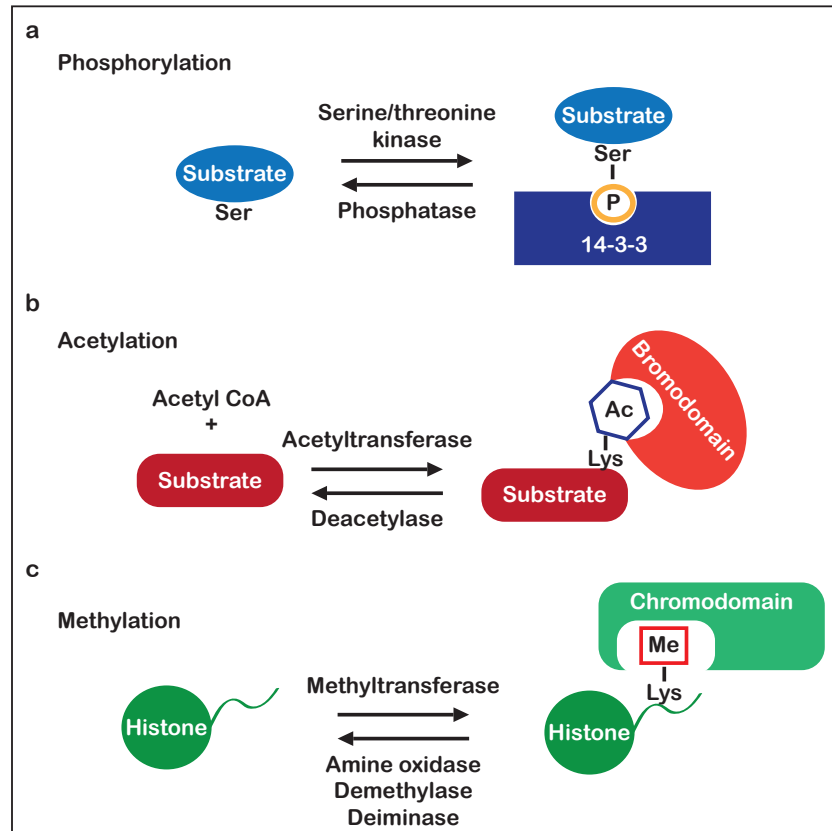 a
Phosphorylation
Serine/threonine
kinase
Substrate
Ser
Phosphatase
Substrate
Ser
P
14-3-3
b
Acetylation
Acetyl CoA
+
Substrate
Acetyltransferase
Deacetylase
Bromodomain
Ac
Lys
Substrate
c
Methylation
Histone
Methyltransferase
Amine oxidase
Demethylase
Deiminase
Chromodomain
Me
Lys
Histone